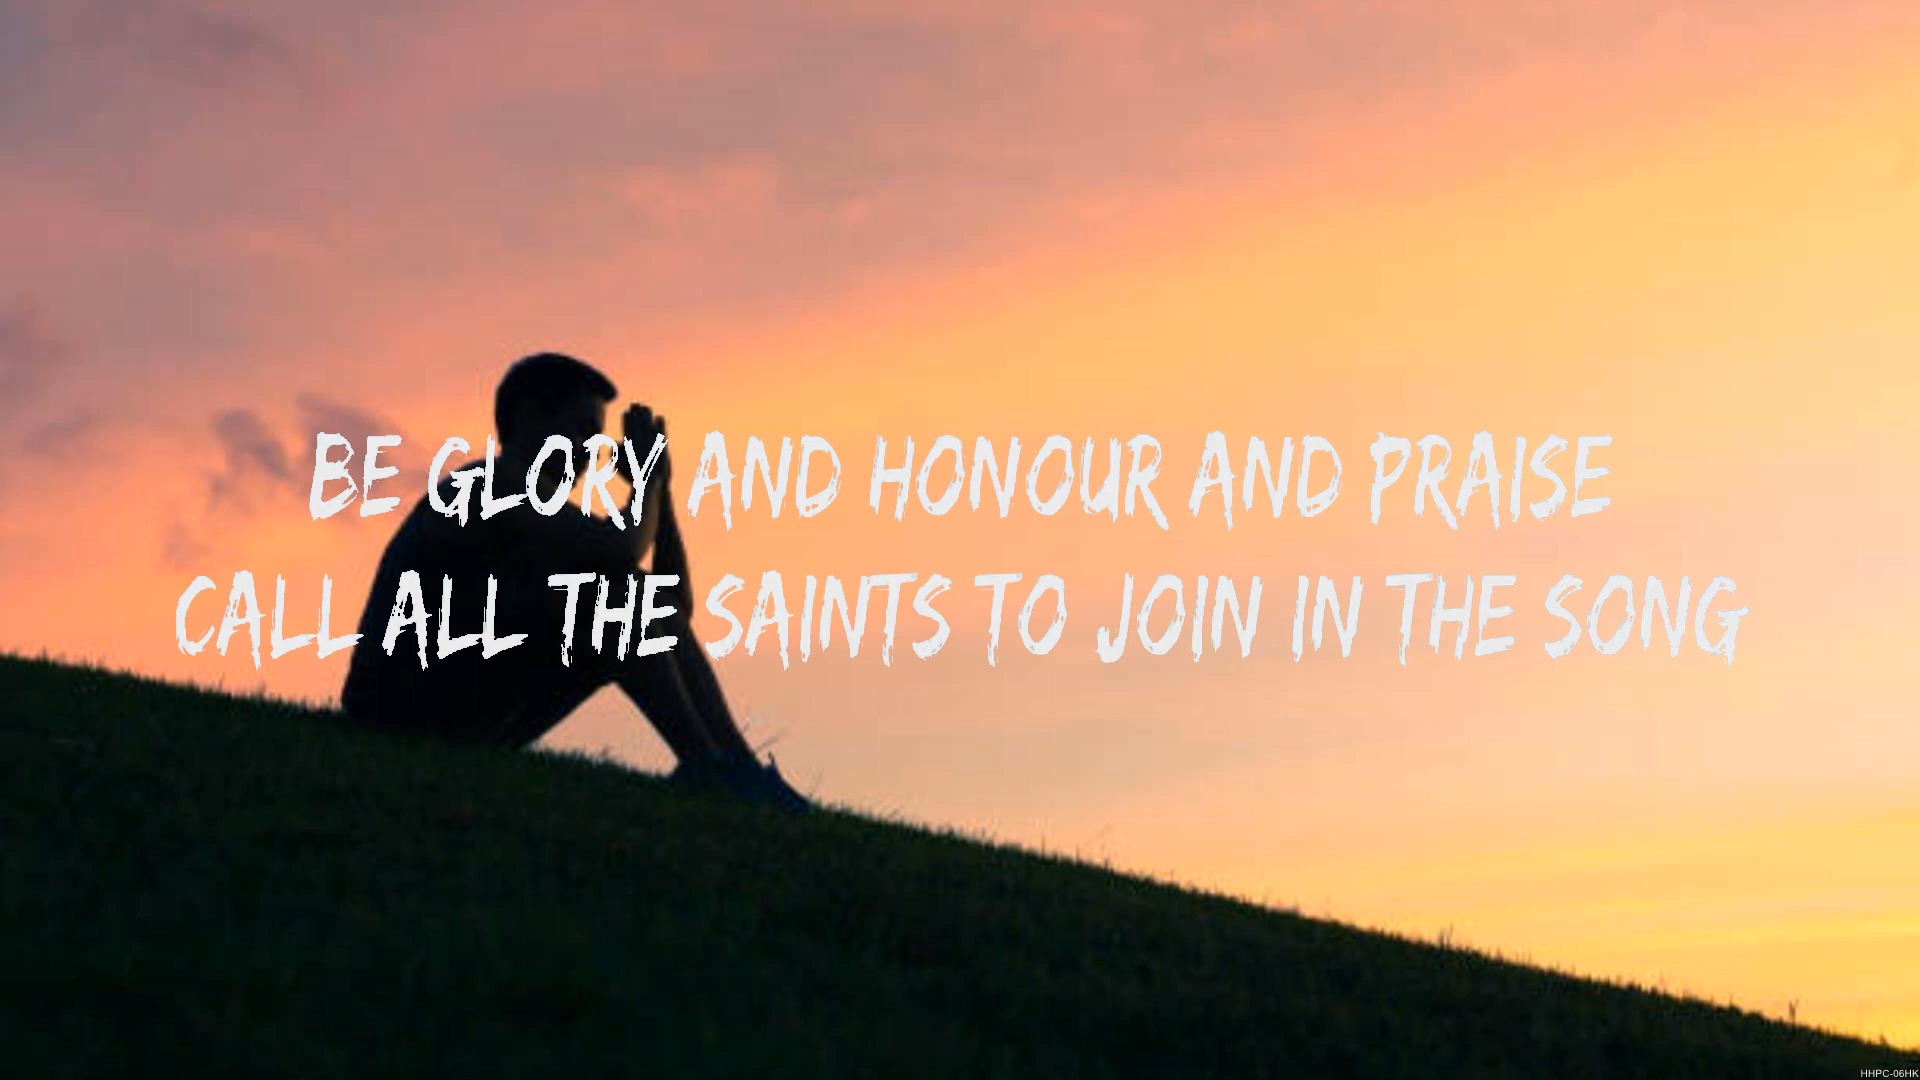 BE GLORY AND HONOUR AND PRAISE
CALL ALL THE SAINTS TO JOIN IN THE SONG
HHPC-06HK